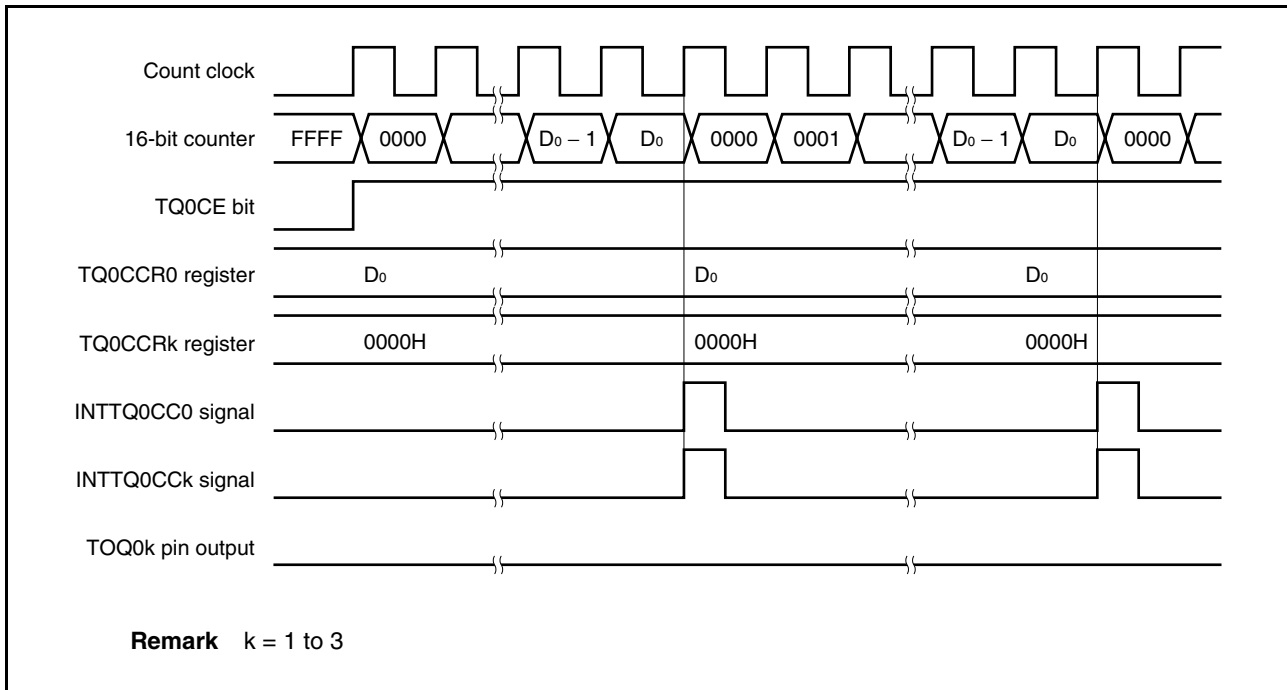 Count clock
16-bit counter FFFF 0000 D0 – 1 D0 0000 0001 D0 – 1 D0 0000
TQ0CE bit
TQ0CCR0 register D0 D0 D0
TQ0CCRk register 0000H 0000H 0000H
INTTQ0CC0 signal
INTTQ0CCk signal
TOQ0k pin output
Remark k = 1 to 3